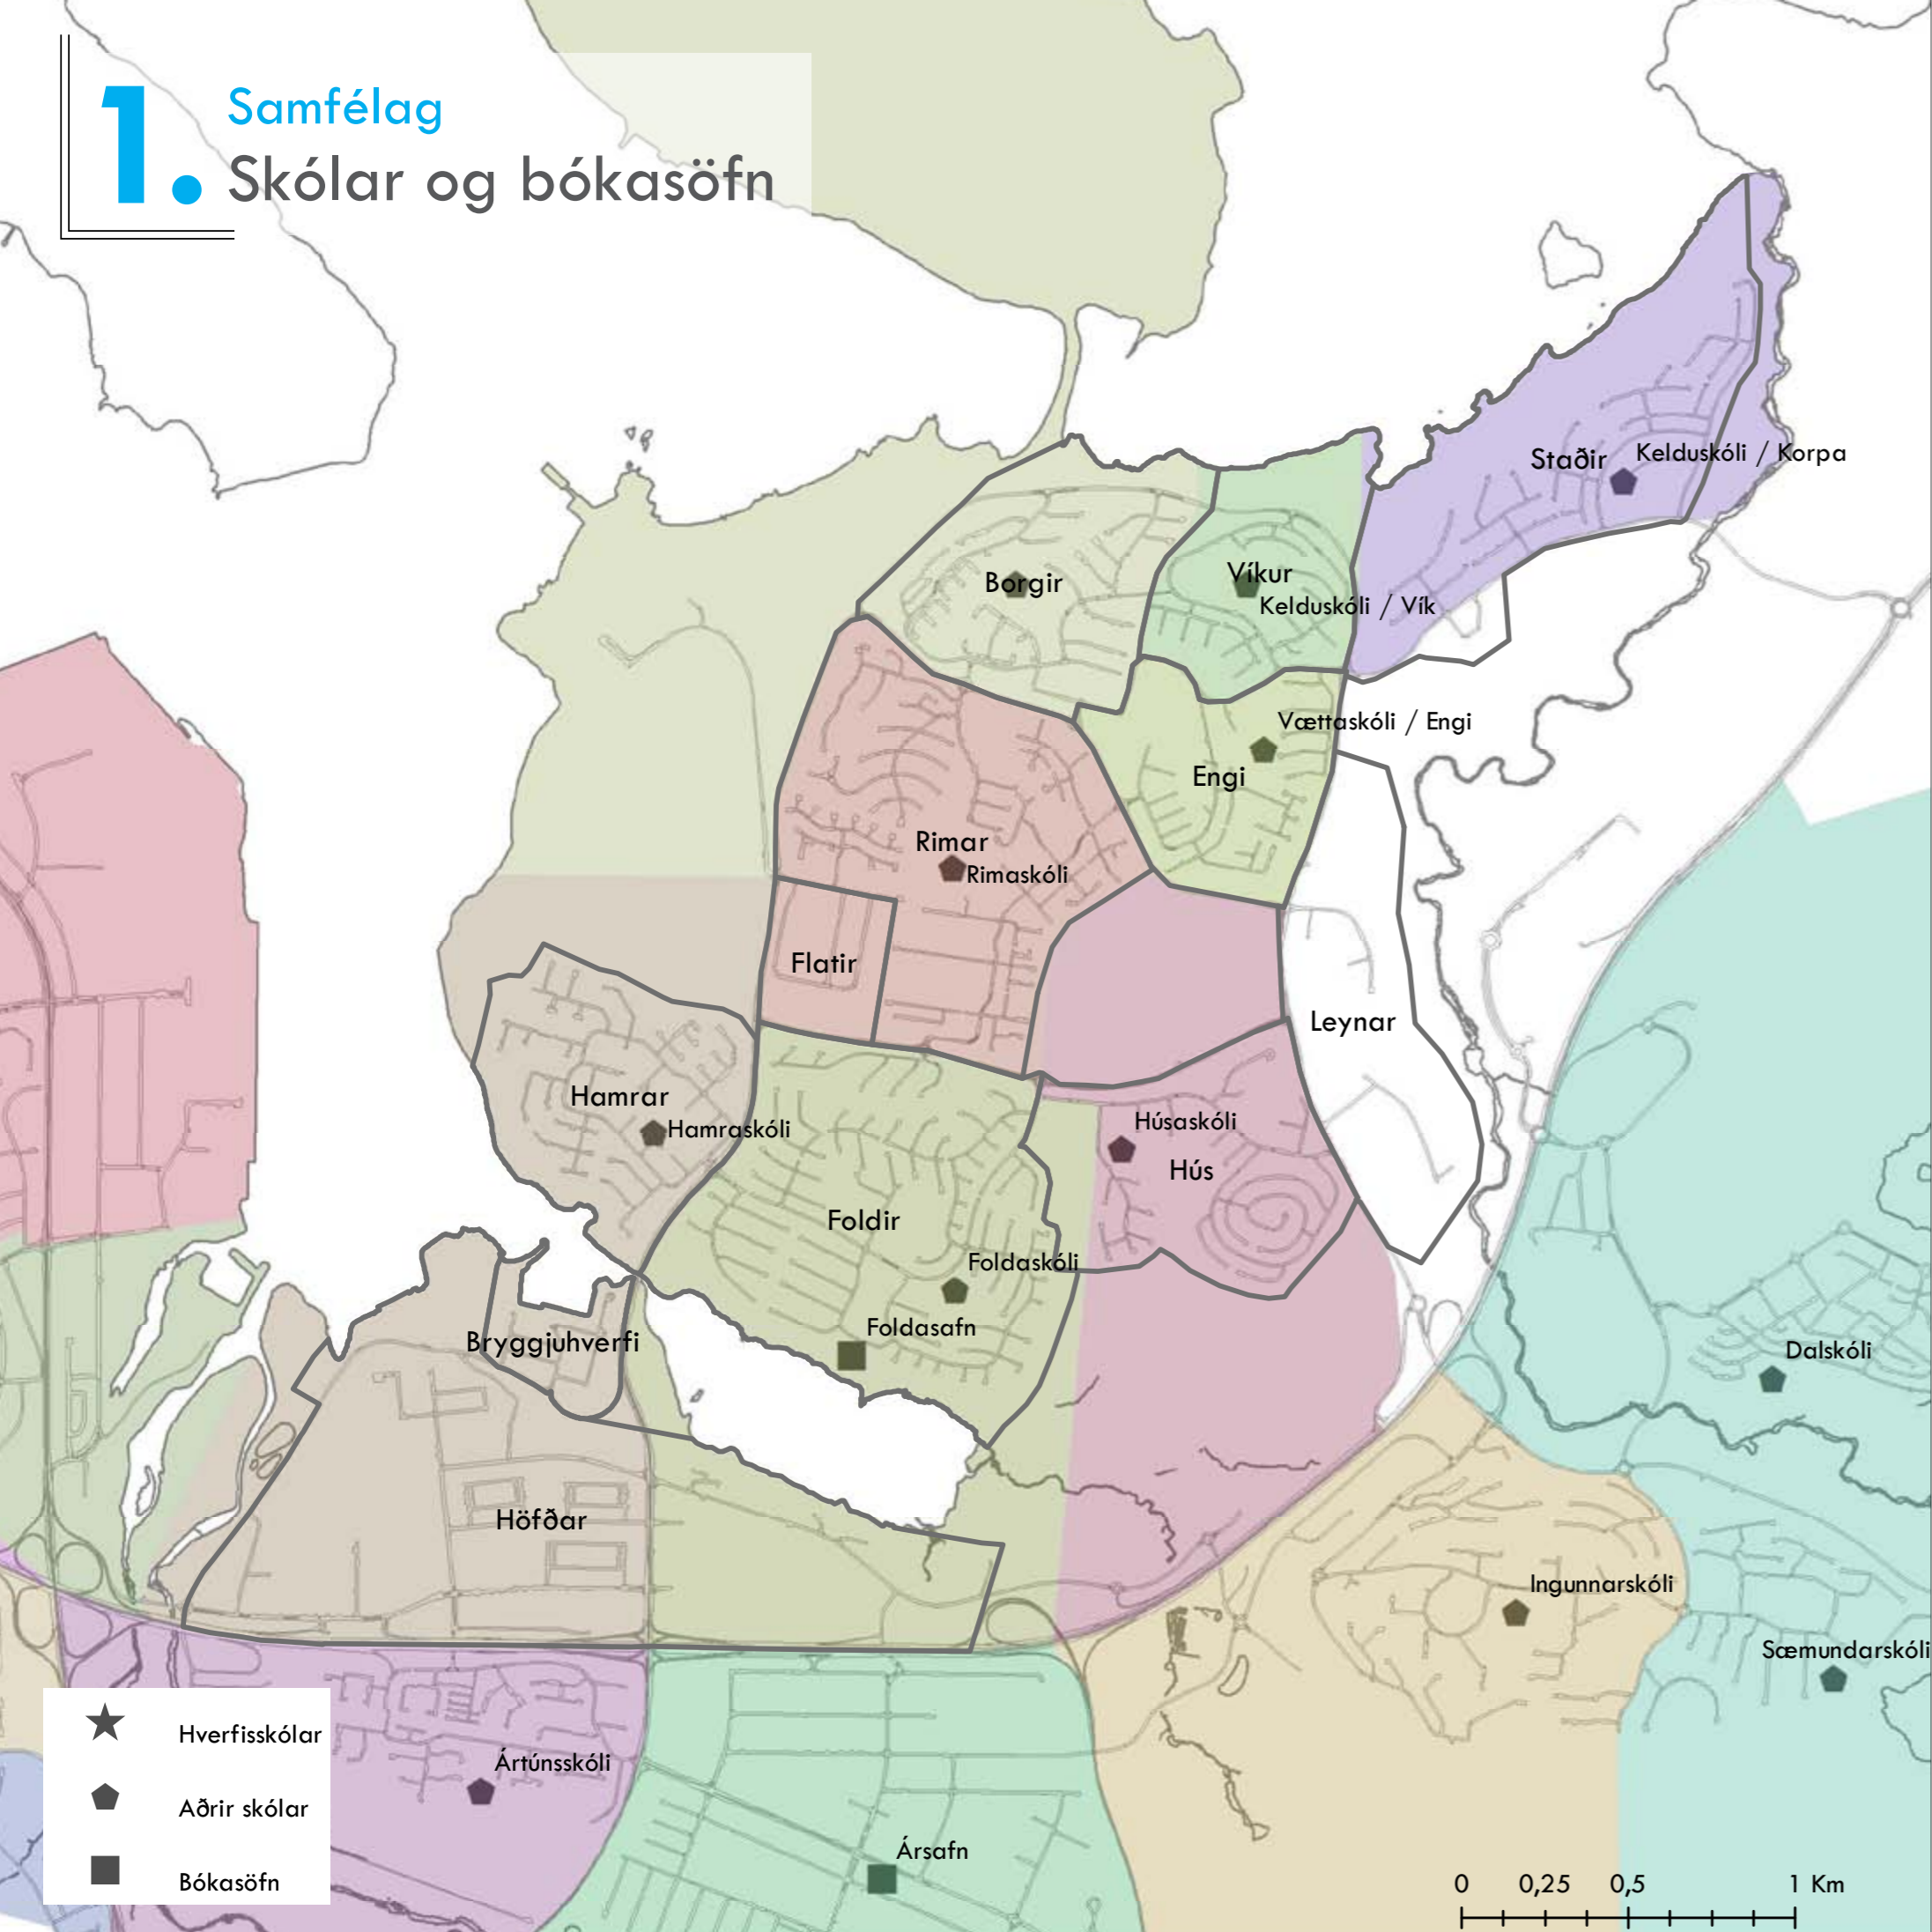 1.
Samfélag
Skólar og bókasöfn
Staðir
Kelduskóli / Korpa
Borgir
Víkur
Kelduskóli / Vík
Vættaskóli / Engi
Engi
Rimar
Rimaskóli
Flatir
Leynar
Hamrar
Hamraskóli
Húsaskóli
Hús
Foldir
Foldaskóli
Foldasafn
Bryggjuhverfi
Dalskóli
Höfðar
Ingunnarskóli
Sæmundarskóli
Hverfisskólar
Aðrir skólar
Bókasöfn
Ártúnsskóli
Ársafn
0 0,25 0,5 1 Km